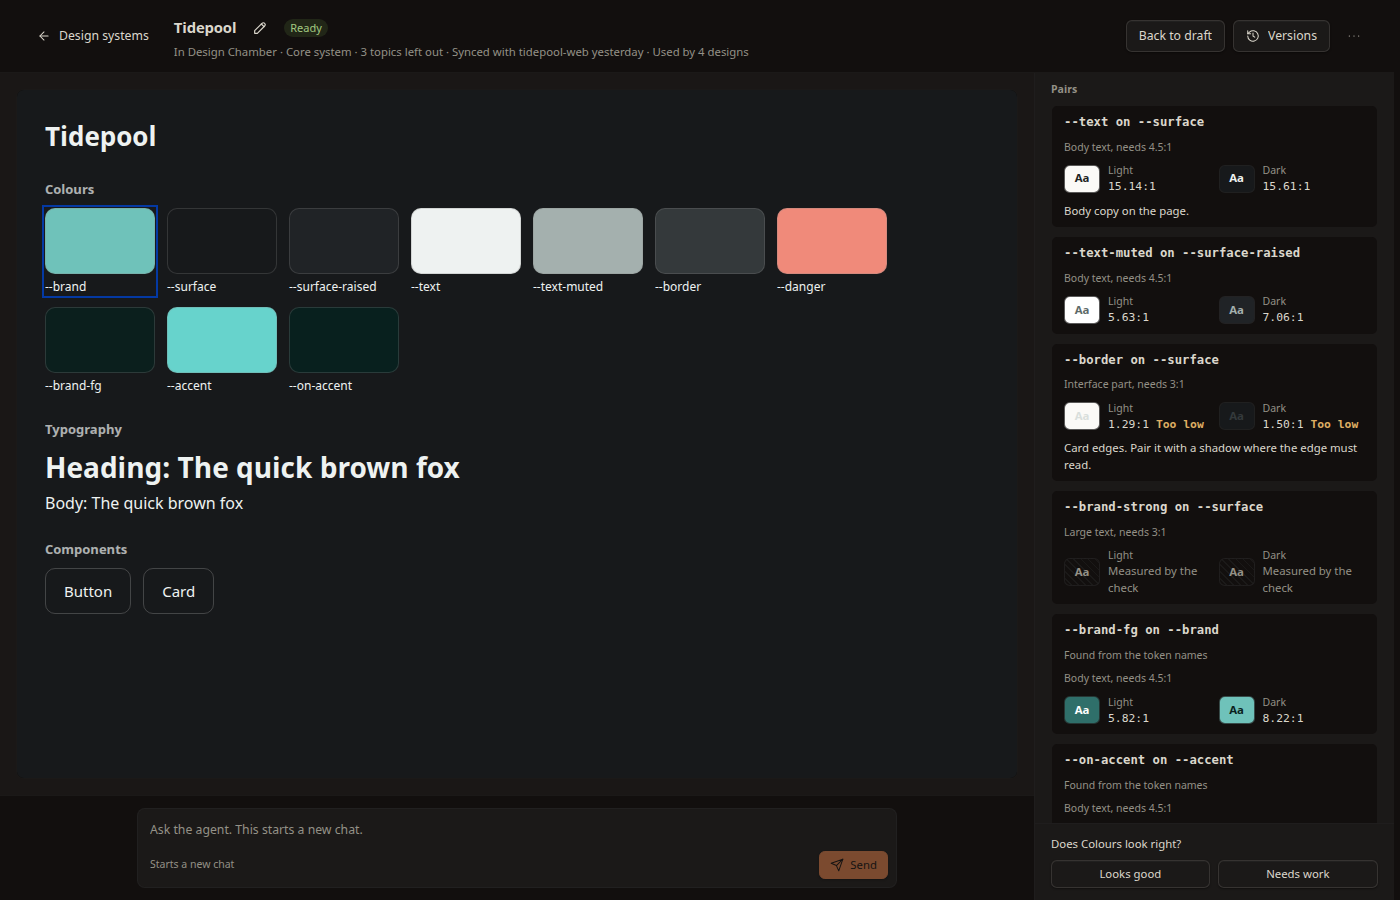 Design systems
Tidepool
Ready
In Design Chamber · Core system · 3 topics left out · Synced with tidepool-web yesterday · Used by 4 designs
Back to draft
Versions
Tidepool
Colours
--brand
--surface
--surface-raised
--text
--text-muted
--border
--danger
--brand-fg
--accent
--on-accent
Typography
Heading: The quick brown fox
Body: The quick brown fox
Components
Button
Card
Ask the agent. This starts a new chat.
Starts a new chat
Send
Pairs
--text on --surface
Body text, needs 4.5:1
Aa
Light
15.14:1
Aa
Dark
15.61:1
Body copy on the page.
--text-muted on --surface-raised
Body text, needs 4.5:1
Aa
Light
5.63:1
Aa
Dark
7.06:1
--border on --surface
Interface part, needs 3:1
Aa
Light
1.29:1 Too low
Aa
Dark
1.50:1 Too low
Card edges. Pair it with a shadow where the edge must
read.
--brand-strong on --surface
Large text, needs 3:1
Aa
Light
Measured by the
check
Aa
Dark
Measured by the
check
--brand-fg on --brand
Found from the token names
Body text, needs 4.5:1
Aa
Light
5.82:1
Aa
Dark
8.22:1
--on-accent on --accent
Found from the token names
Body text, needs 4.5:1
Does Colours look right?
Looks good
Needs work